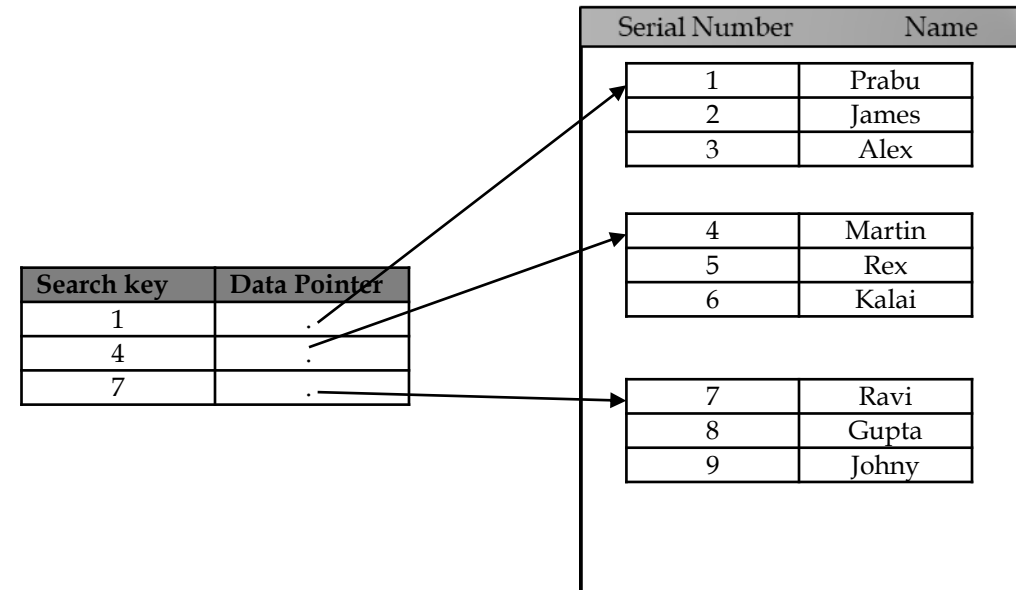 Serial Number Name
1 Prabu
2 James
3 Alex
4 Martin
5 Rex
6 Kalai
7 Ravi
8 Gupta
9 Johny
Search key Data Pointer
1 .
4 .
7 .